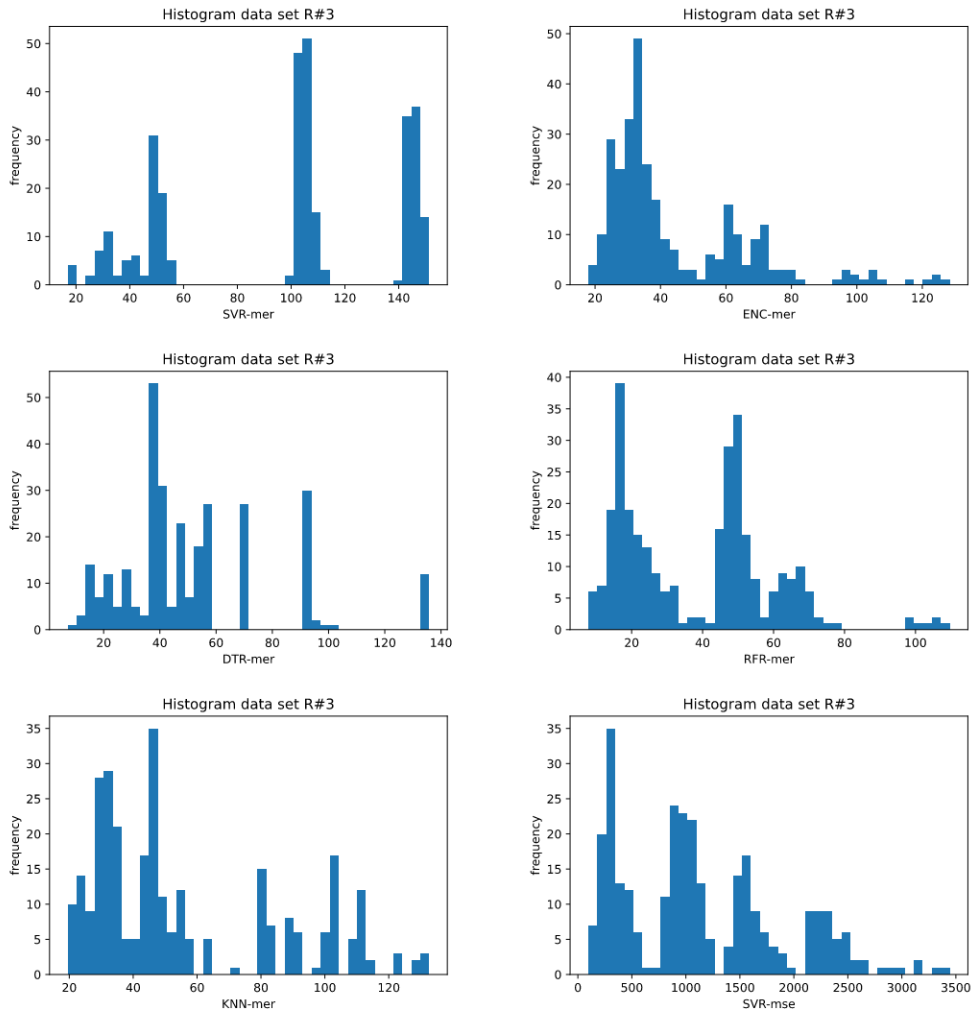 Histogram data set R#3
50
40
30
20
10
0
frequency
20 40 60 80 100 120 140
SVR-mer
Histogram data set R#3
50
40
30
20
10
0
frequency
20 40 60 80 100 120
ENC-mer
Histogram data set R#3
50
40
30
20
10
0
frequency
20 40 60 80 100 120 140
DTR-mer
Histogram data set R#3
40
35
30
25
20
15
10
5
0
frequency
20 40 60 80 100
RFR-mer
Histogram data set R#3
35
30
25
20
15
10
5
0
frequency
20 40 60 80 100 120
KNN-mer
Histogram data set R#3
35
30
25
20
15
10
5
0
frequency
0 500 1000 1500 2000 2500 3000 3500
SVR-mse